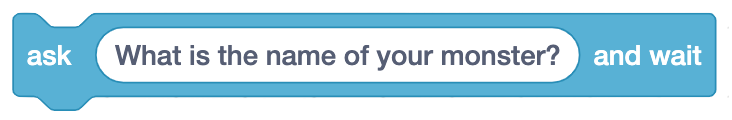 ask What is the name of your monster? and wait